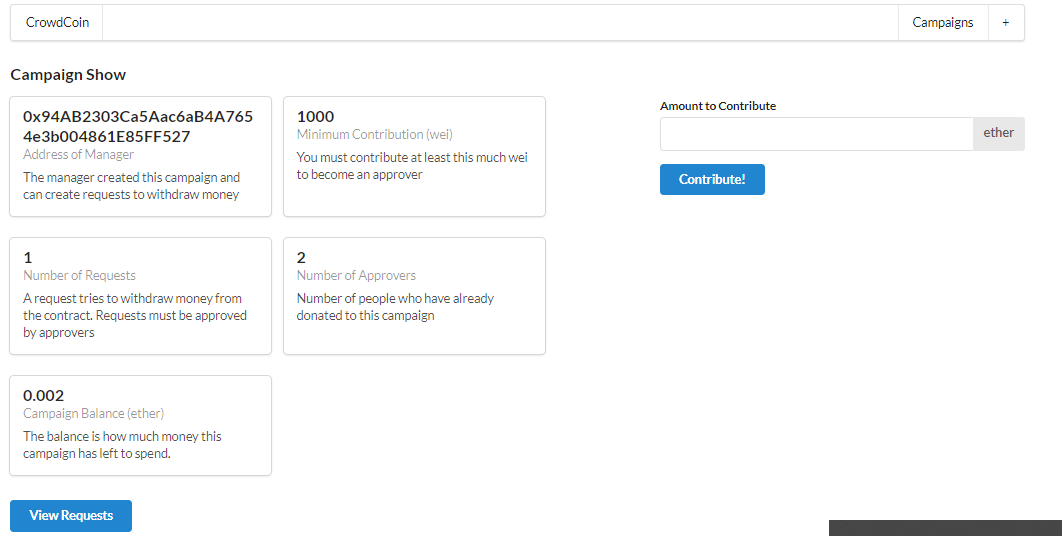 CrowdCoin
Campaigns
+
Campaign Show
0x94AB2303Ca5Aac6aB4A765
4e3b004861E85FF527
Address of Manager
The manager created this campaign and
can create requests to withdraw money
1000
Minimum Contribution (wei)
You must contribute at least this much wei
to become an approver
1
Number of Requests
A request tries to withdraw money from
the contract. Requests must be approved
by approvers
2
Number of Approvers
Number of people who have already
donated to this campaign
0.002
Campaign Balance (ether)
The balance is how much money this
campaign has left to spend.
View Requests
Amount to Contribute
ether
Contribute!